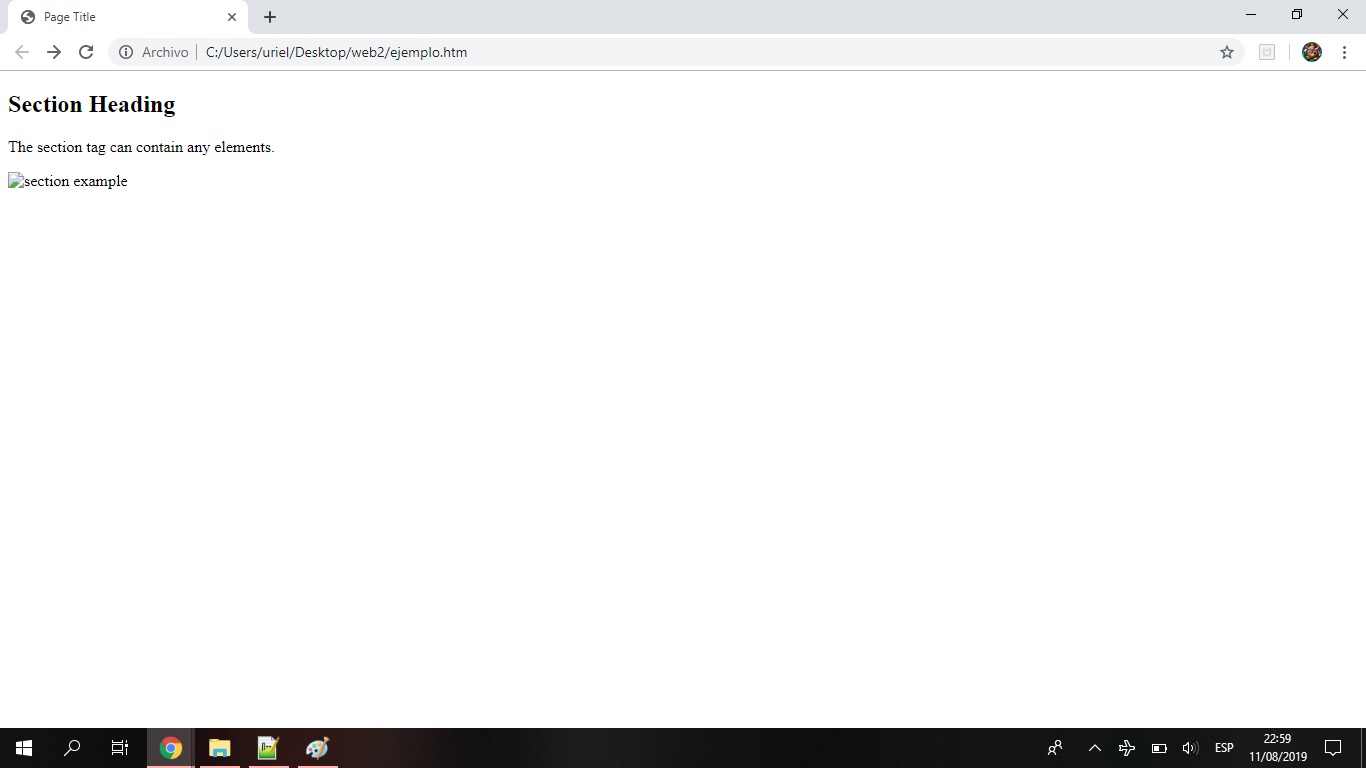 Page Title
Archivo C:/Users/uriel/Desktop/web2/ejemplo.htm
Section Heading
The section tag can contain any elements.
section example
ESP
22:59
11/08/2019